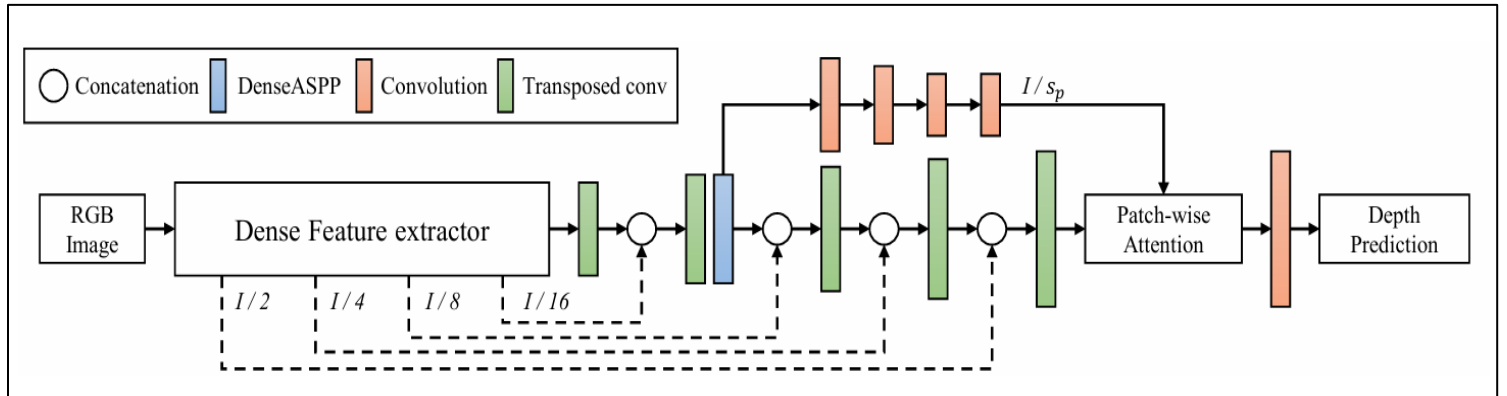 Concatenation DenseASPP Convolution Transposed conv
I / s_p
RGB
Image
Dense Feature extractor
Patch-wise
Attention
Depth
Prediction
I / 2 I / 4 I / 8 I / 16